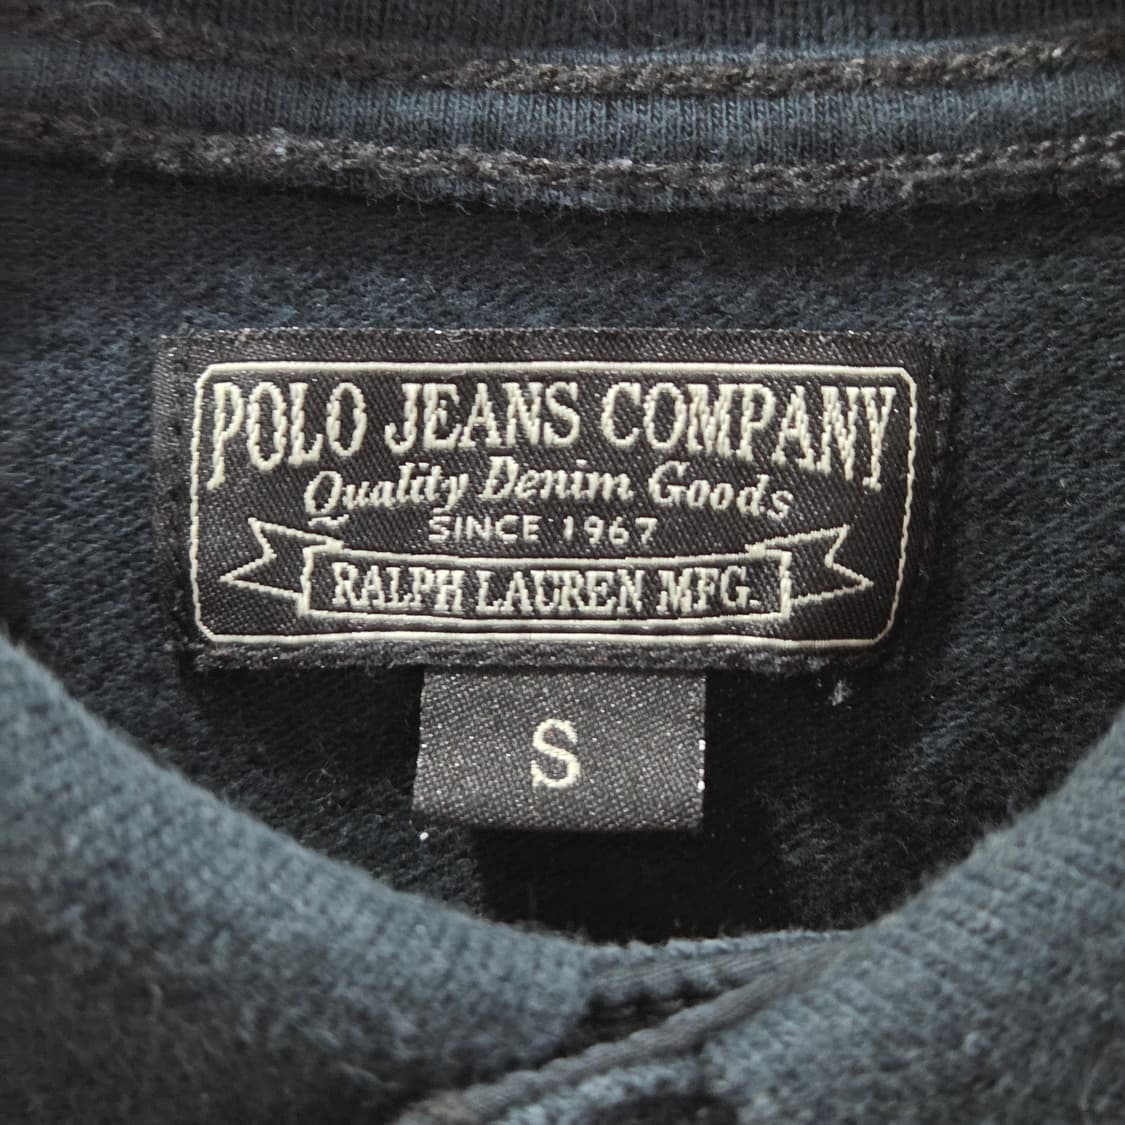 POLO JEANS COMPANY
Quality Denim Goods
SINCE 1967
RALPH LAUREN MFG.
S